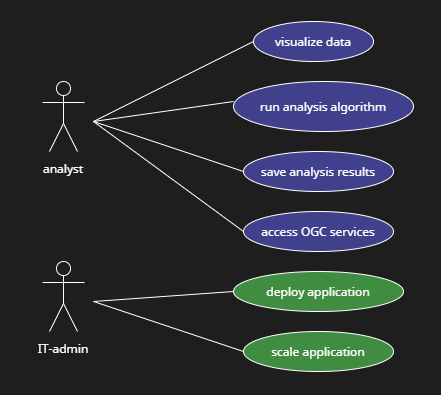 visualize data
run analysis algorithm
analyst
save analysis results
access OGC services
deploy application
IT-admin
scale application